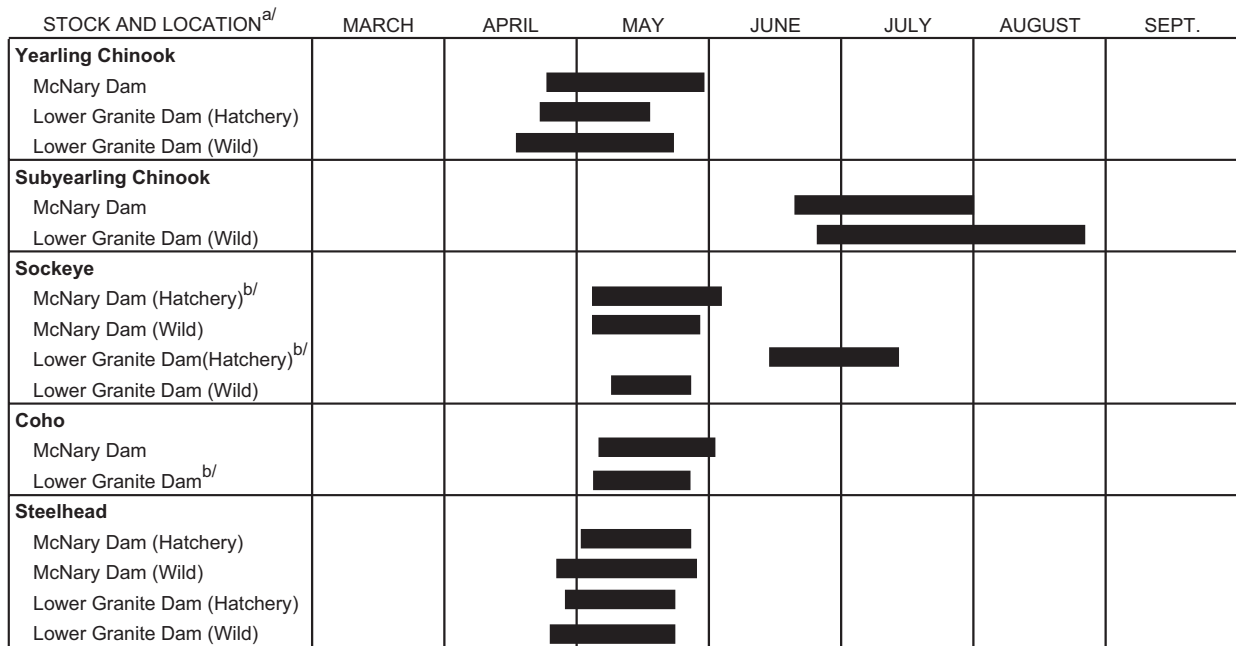 STOCK AND LOCATION a/ MARCH APRIL MAY JUNE JULY AUGUST SEPT.
Yearling Chinook
McNary Dam
Lower Granite Dam (Hatchery)
Lower Granite Dam (Wild)
Subyearling Chinook
McNary Dam
Lower Granite Dam (Wild)
Sockeye
McNary Dam (Hatchery) b/
McNary Dam (Wild)
Lower Granite Dam(Hatchery) b/
Lower Granite Dam (Wild)
Coho
McNary Dam
Lower Granite Dam b/
Steelhead
McNary Dam (Hatchery)
McNary Dam (Wild)
Lower Granite Dam (Hatchery)
Lower Granite Dam (Wild)